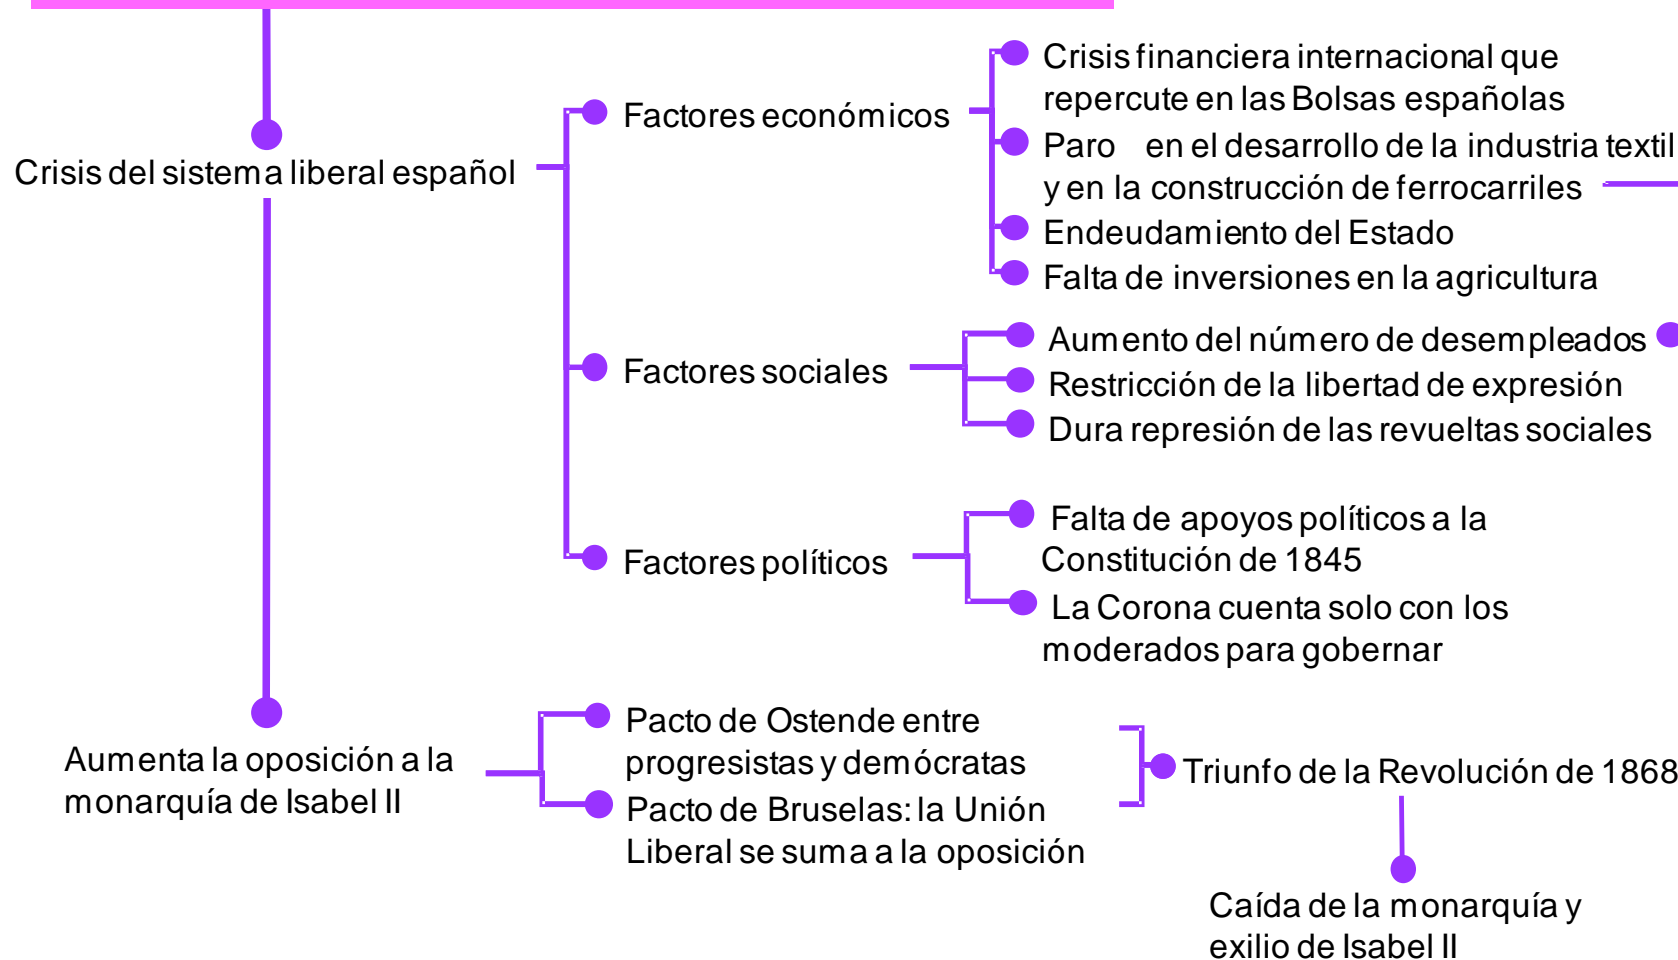 Crisis del sistema liberal español
Factores económicos
Crisis financiera internacional que
repercute en las Bolsas españolas
Paro en el desarrollo de la industria textil
y en la construcción de ferrocarriles
Endeudamiento del Estado
Falta de inversiones en la agricultura
Factores sociales
Aumento del número de desempleados
Restricción de la libertad de expresión
Dura represión de las revueltas sociales
Factores políticos
Falta de apoyos políticos a la
Constitución de 1845
La Corona cuenta solo con los
moderados para gobernar
Aumenta la oposición a la
monarquía de Isabel II
Pacto de Ostende entre
progresistas y demócratas
Pacto de Bruselas: la Unión
Liberal se suma a la oposición
Triunfo de la Revolución de 1868
Caída de la monarquía y
exilio de Isabel II